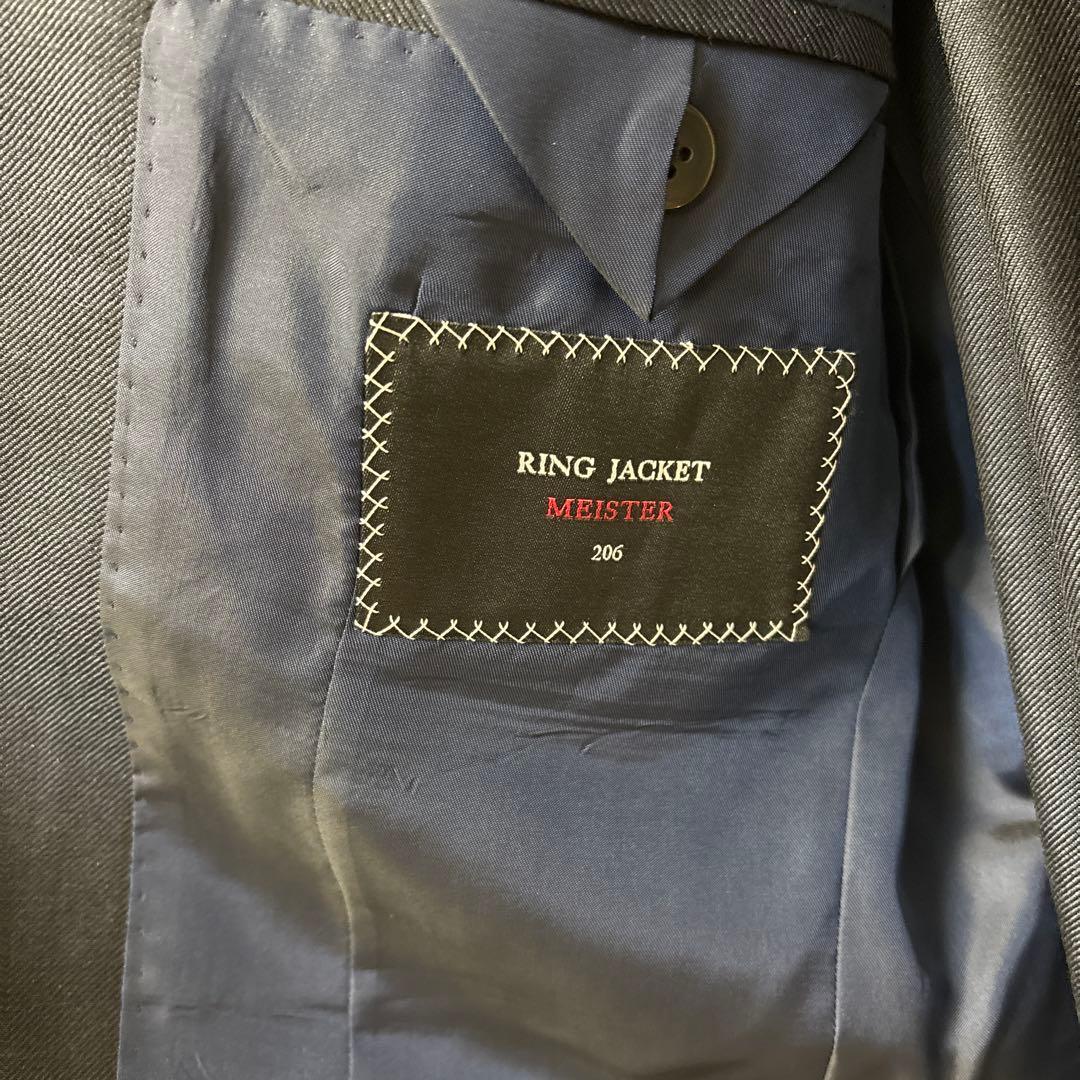 RING JACKET
MEISTER
206